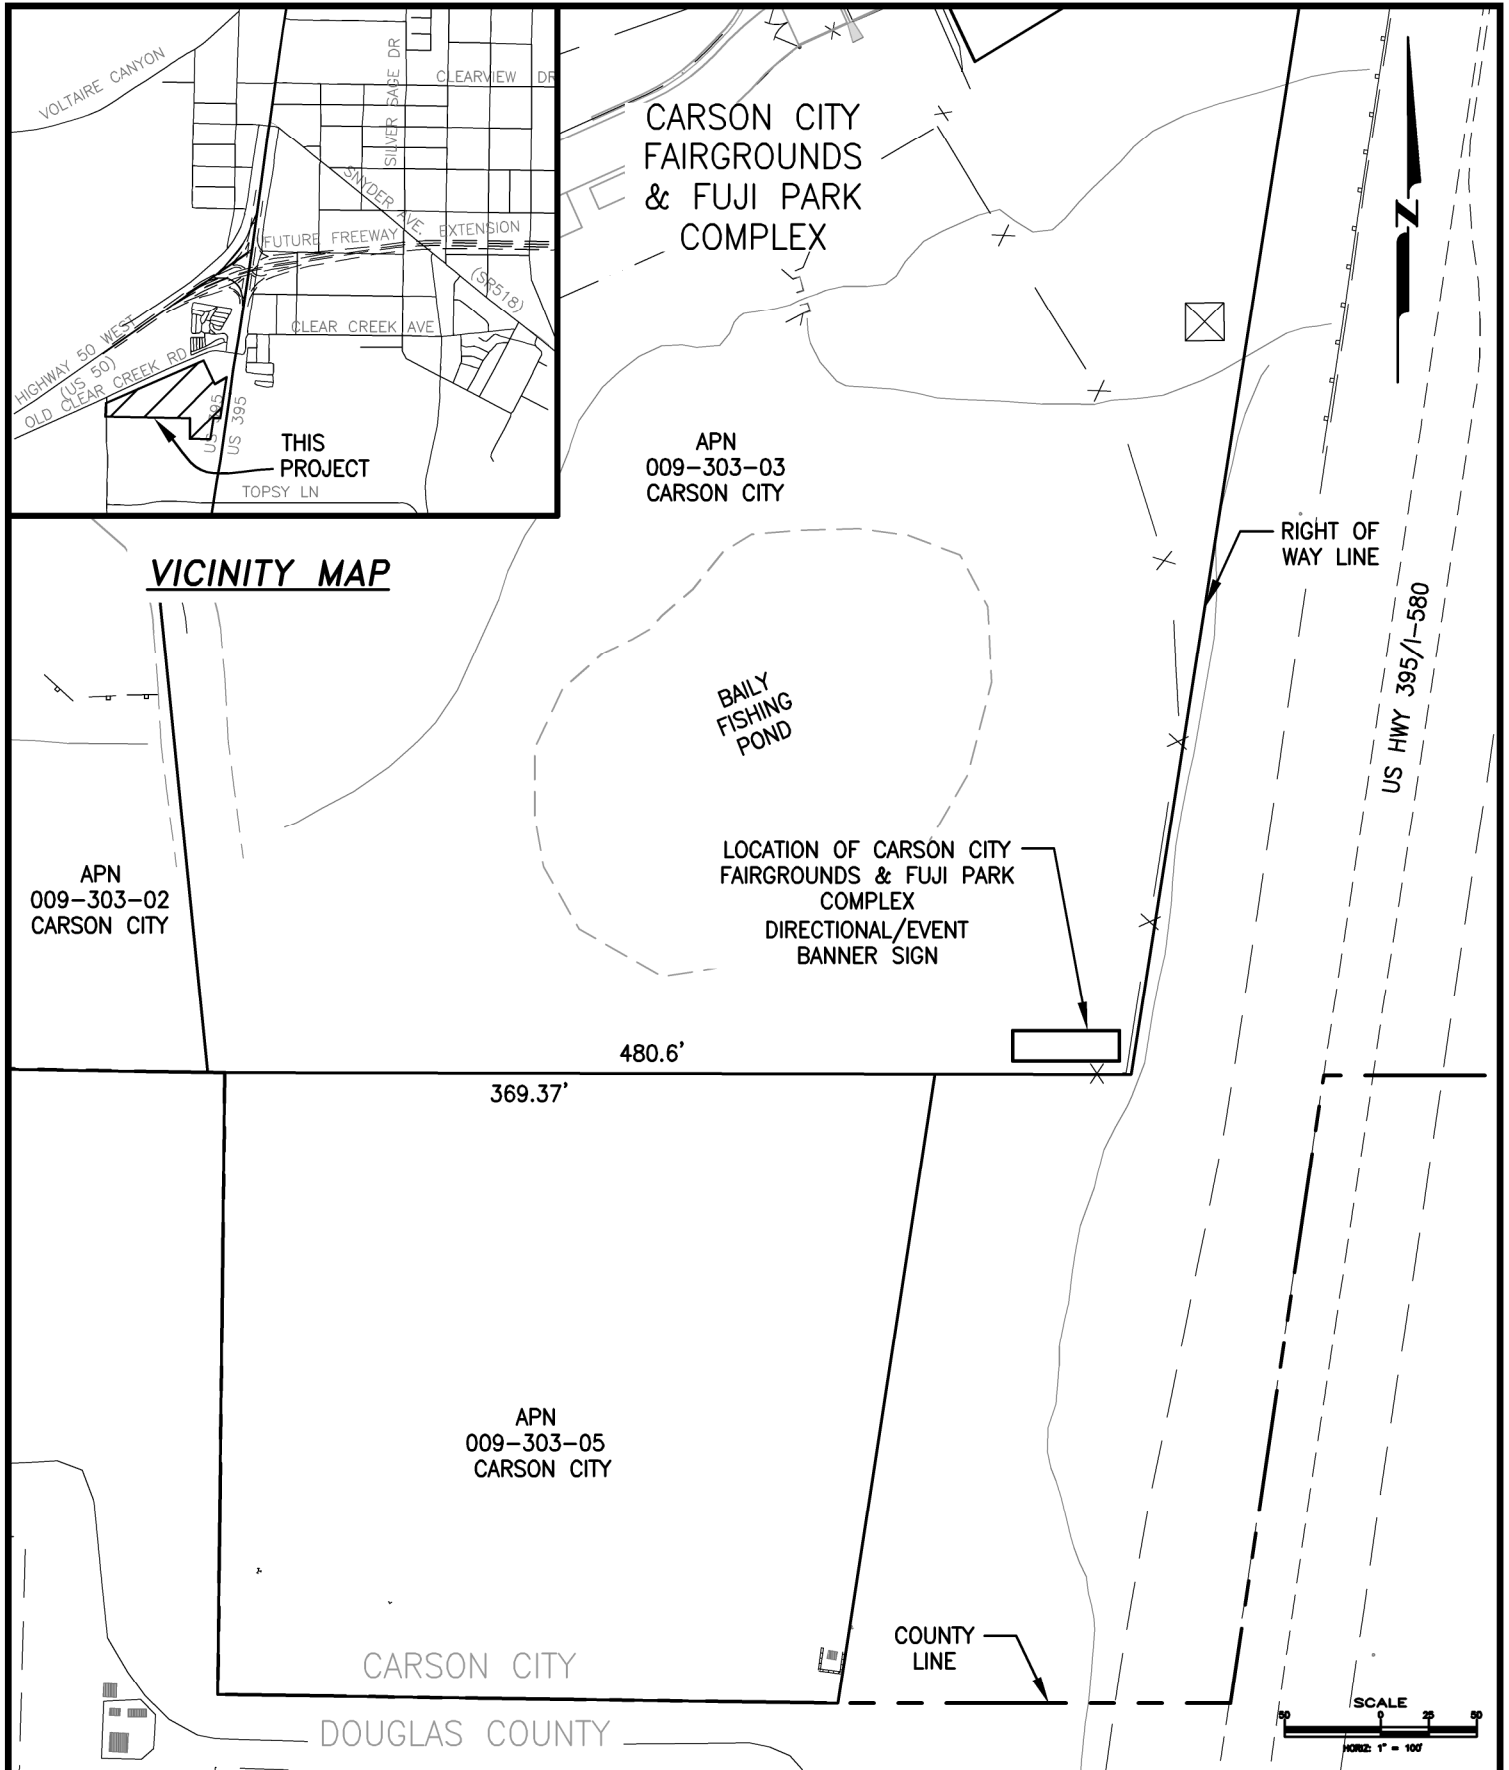 VOLTAIRE CANYON
SILVER SAGE DR
CLEARVIEW DR
SNYDER AVE.
FUTURE FREEWAY EXTENSION
(SR518)
HIGHWAY 50 WEST
(US 50)
CLEAR CREEK AVE
OLD CLEAR CREEK RD
US 395
US 395
THIS
PROJECT
TOPSY LN
VICINITY MAP
CARSON CITY
FAIRGROUNDS
& FUJI PARK
COMPLEX
N
APN
009-303-03
CARSON CITY
RIGHT OF
WAY LINE
US HWY 395/I-580
BAILY
FISHING
POND
LOCATION OF CARSON CITY
FAIRGROUNDS & FUJI PARK
COMPLEX
DIRECTIONAL/EVENT
BANNER SIGN
APN
009-303-02
CARSON CITY
480.6'
369.37'
APN
009-303-05
CARSON CITY
COUNTY
LINE
CARSON CITY
DOUGLAS COUNTY
SCALE
50 0 25 50
HORIZ: 1" = 100'